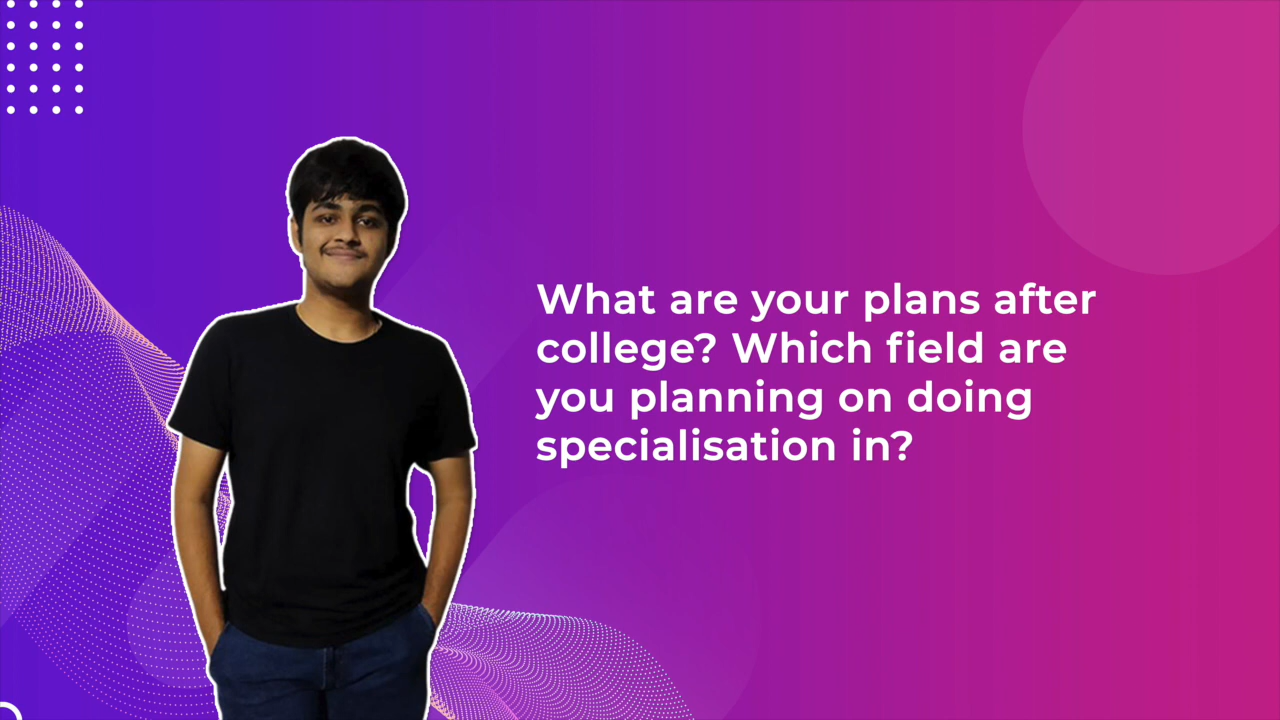 What are your plans after
college? Which field are
you planning on doing
specialisation in?